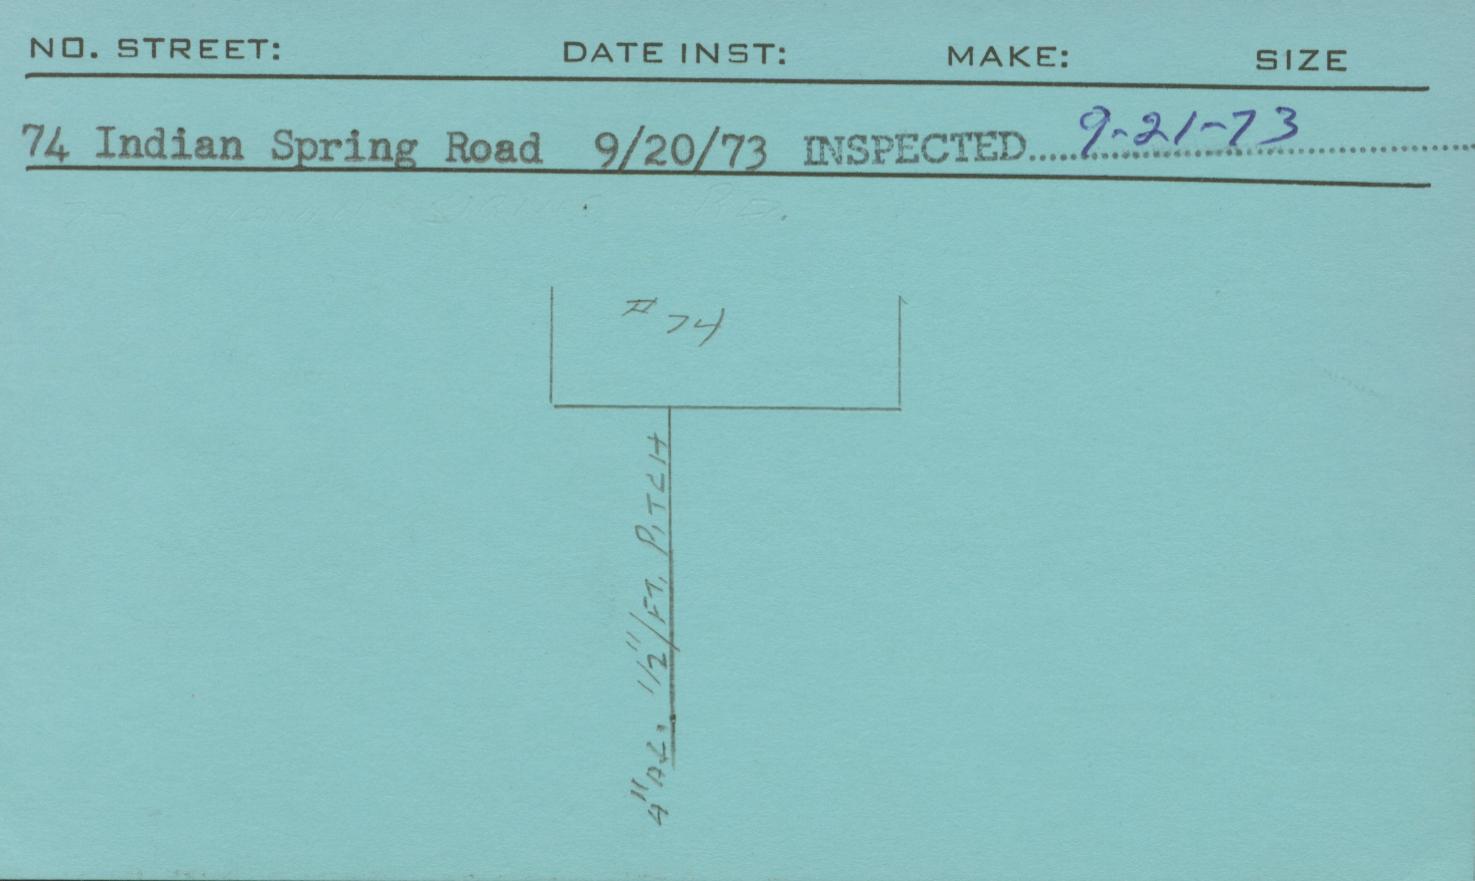 NO. STREET: DATE INST: MAKE: SIZE
74 Indian Spring Road 9/20/73 INSPECTED..... 9-21-73
# 74
4" A.C. 1/2"/FT. PITCH